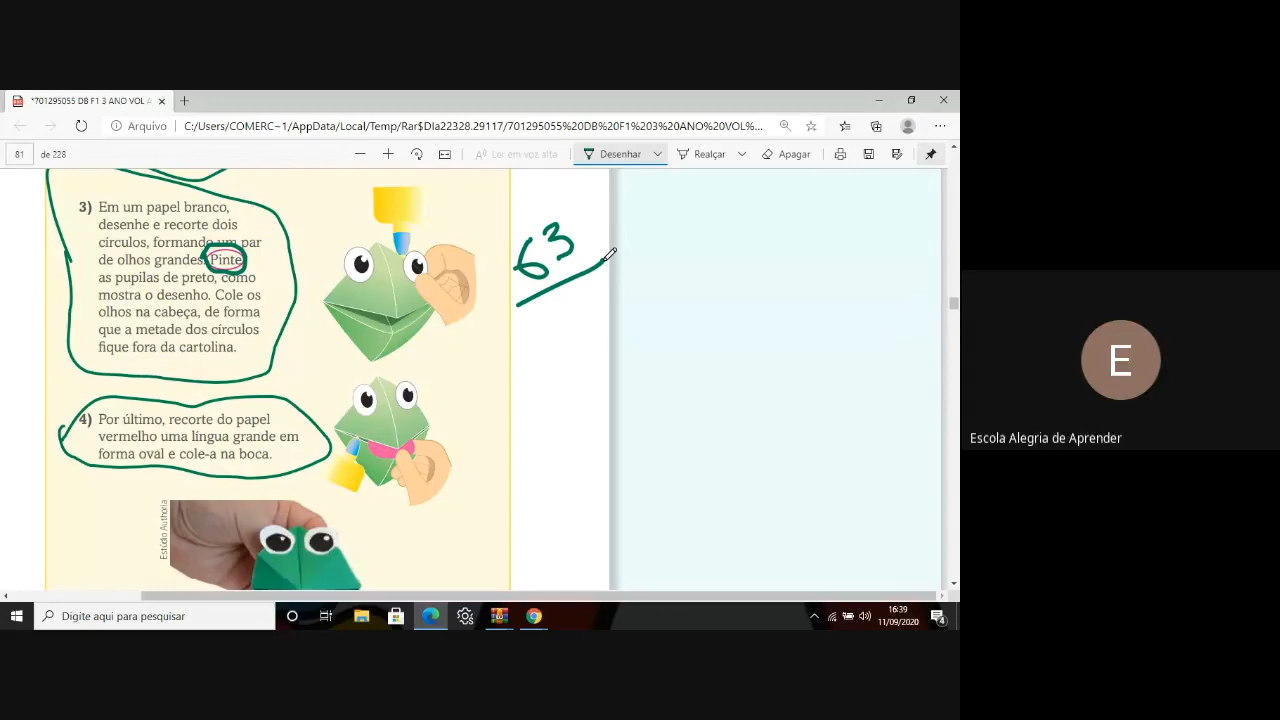 *701295055 DB F1 3 ANO VOL
Arquivo
C:/Users/COMERC~1/AppData/Local/Temp/Rar$DIa22328.29117/701295055%20DB%20F1%203%20ANO%20VOL%...
81
de 228
Ler em voz alta
Desenhar
Realçar
Apagar
3) Em um papel branco,
desenhe e recorte dois
círculos, formando um par
de olhos grandes. Pinte
as pupilas de preto, como
mostra o desenho. Cole os
olhos na cabeça, de forma
que a metade dos círculos
fique fora da cartolina.
63
4) Por último, recorte do papel
vermelho uma língua grande em
forma oval e cole-a na boca.
Estúdio Authoria
E
Escola Alegria de Aprender
Digite aqui para pesquisar
16:39
11/09/2020
4